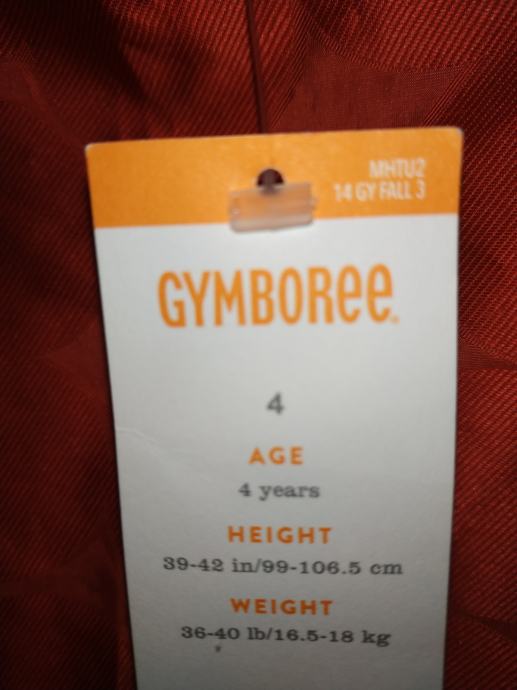 MHTU2
14 GY FALL 3
GYMBOREE
4
AGE
4 years
HEIGHT
39-42 in/99-106.5 cm
WEIGHT
36-40 lb/16.5-18 kg